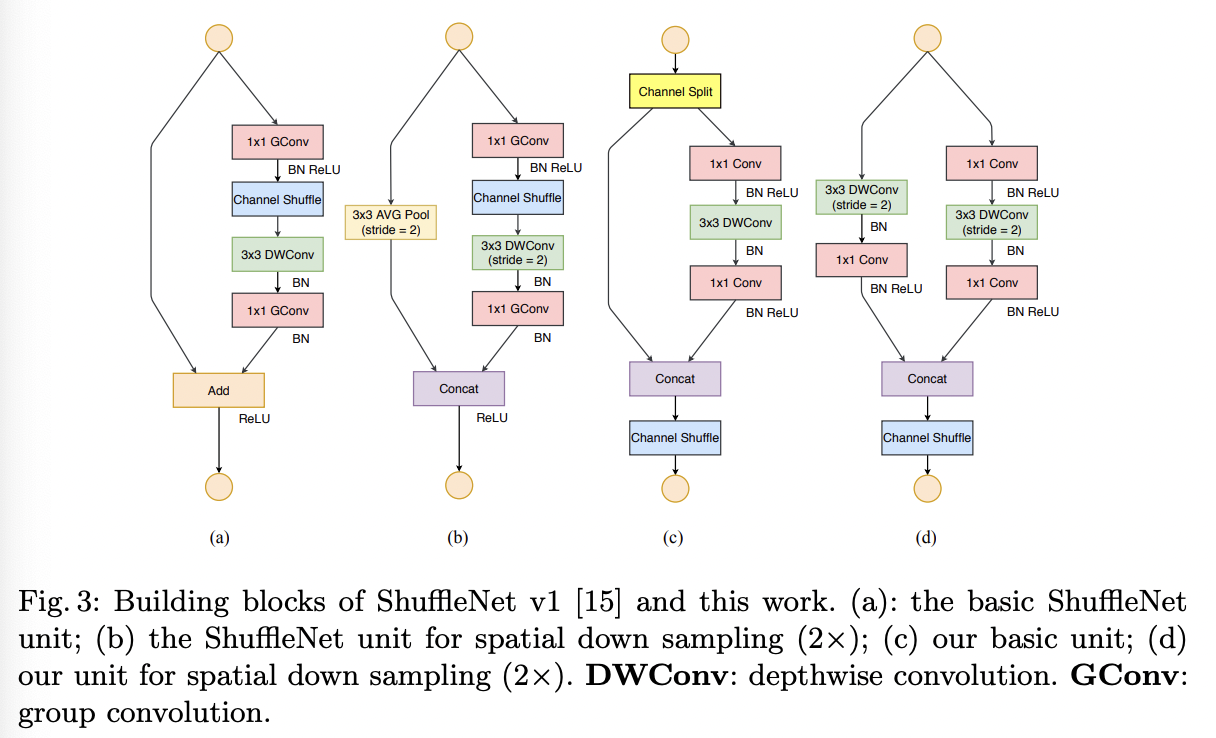 1x1 GConv
BN ReLU
Channel Shuffle
3x3 DWConv
BN
1x1 GConv
BN
Add
ReLU
(a)
1x1 GConv
BN ReLU
Channel Shuffle
3x3 AVG Pool
(stride = 2)
3x3 DWConv
(stride = 2)
BN
1x1 GConv
BN
Concat
ReLU
(b)
Channel Split
1x1 Conv
BN ReLU
3x3 DWConv
BN
1x1 Conv
BN ReLU
Concat
Channel Shuffle
(c)
3x3 DWConv
(stride = 2)
BN
1x1 Conv
BN ReLU
1x1 Conv
BN ReLU
3x3 DWConv
(stride = 2)
BN
1x1 Conv
BN ReLU
Concat
Channel Shuffle
(d)
Fig. 3: Building blocks of ShuffleNet v1 [15] and this work. (a): the basic ShuffleNet
unit; (b) the ShuffleNet unit for spatial down sampling (2×); (c) our basic unit; (d)
our unit for spatial down sampling (2×). DWConv: depthwise convolution. GConv:
group convolution.